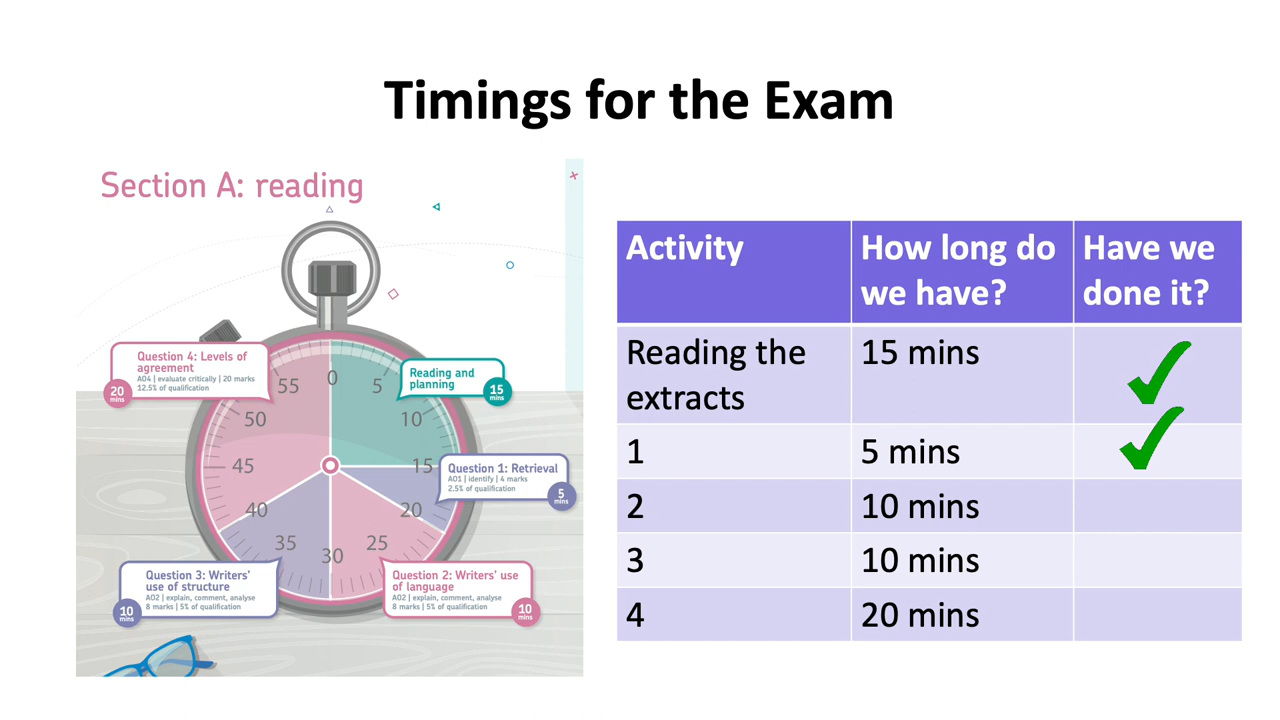 Timings for the Exam
Section A: reading
Question 4: Levels of
agreement
AO4 | evaluate critically | 20 marks
12.5% of qualification
20
mins
Reading and
planning
15
mins
Question 1: Retrieval
AO1 | identify | 4 marks
2.5% of qualification
5
mins
Question 3: Writers'
use of structure
AO2 | explain, comment, analyse
8 marks | 5% of qualification
10
mins
Question 2: Writers' use
of language
AO2 | explain, comment, analyse
8 marks | 5% of qualification
10
mins
0
5
10
15
20
25
30
35
40
45
50
55
Activity
How long do
we have?
Have we
done it?
Reading the
extracts
15 mins
1
5 mins
2
10 mins
3
10 mins
4
20 mins